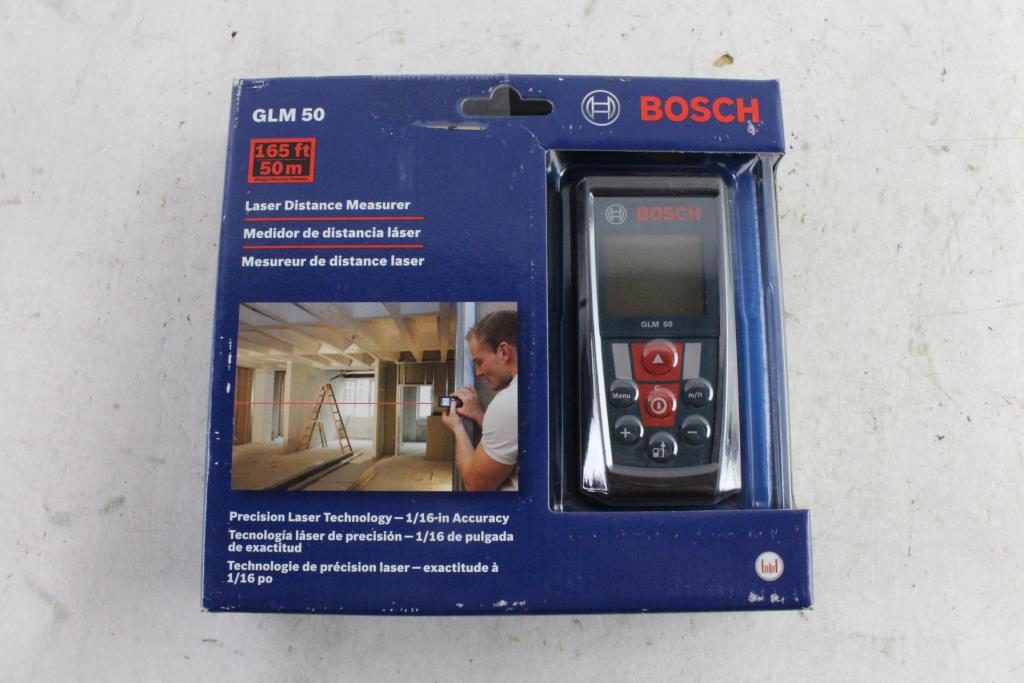 GLM 50
BOSCH
165 ft
50 m
Laser Distance Measurer
Medidor de distancia láser
Mesureur de distance laser
BOSCH
GLM 50
Menu
C
m/ft
+
−
Precision Laser Technology — 1/16-in Accuracy
Tecnología láser de precisión — 1/16 de pulgada
de exactitud
Technologie de précision laser — exactitude à
1/16 po